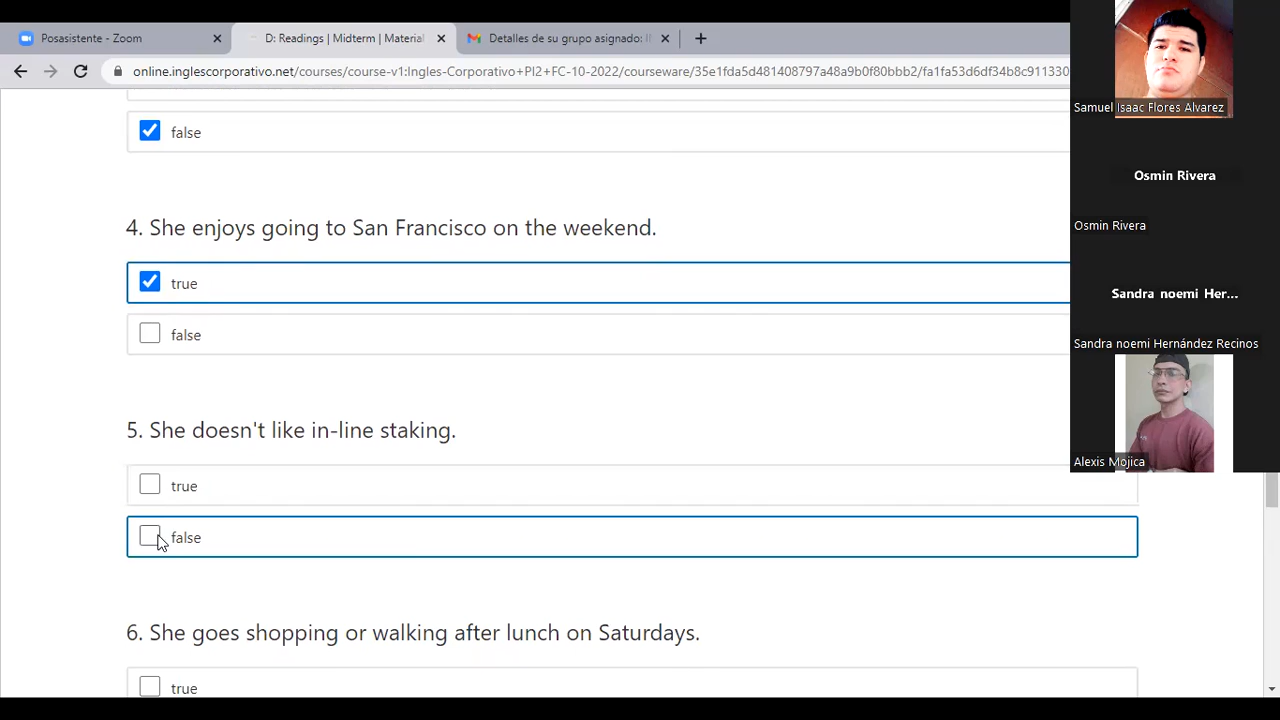 Posasistente - Zoom
D: Readings | Midterm | Material
Detalles de su grupo asignado: II
online.inglescorporativo.net/courses/course-v1:Ingles-Corporativo+PI2+FC-10-2022/courseware/35e1fda5d481408797a48a9b0f80bbb2/fa1fa53d6df34b8c911330
false
4. She enjoys going to San Francisco on the weekend.
true
false
5. She doesn't like in-line staking.
true
false
6. She goes shopping or walking after lunch on Saturdays.
true
Samuel Isaac Flores Alvarez
Osmin Rivera
Osmin Rivera
Sandra noemi Her...
Sandra noemi Hernández Recinos
Alexis Mojica